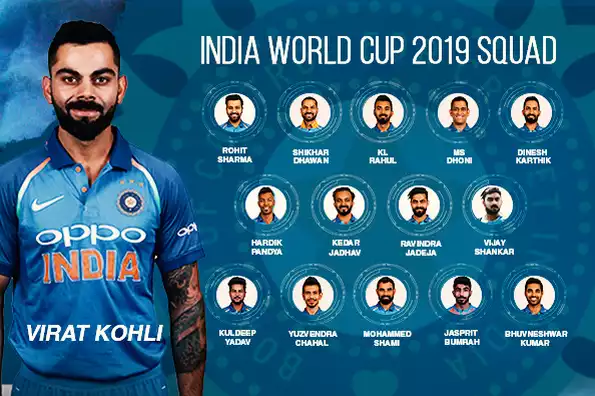 INDIA WORLD CUP 2019 SQUAD
ROHIT
SHARMA
SHIKHAR
DHAWAN
KL
RAHUL
MS
DHONI
DINESH
KARTHIK
HARDIK
PANDYA
KEDAR
JADHAV
RAVINDRA
JADEJA
VIJAY
SHANKAR
KULDEEP
YADAV
YUZVENDRA
CHAHAL
MOHAMMED
SHAMI
JASPRIT
BUMRAH
BHUVNESHWAR
KUMAR
oppo
INDIA
VIRAT KOHLI